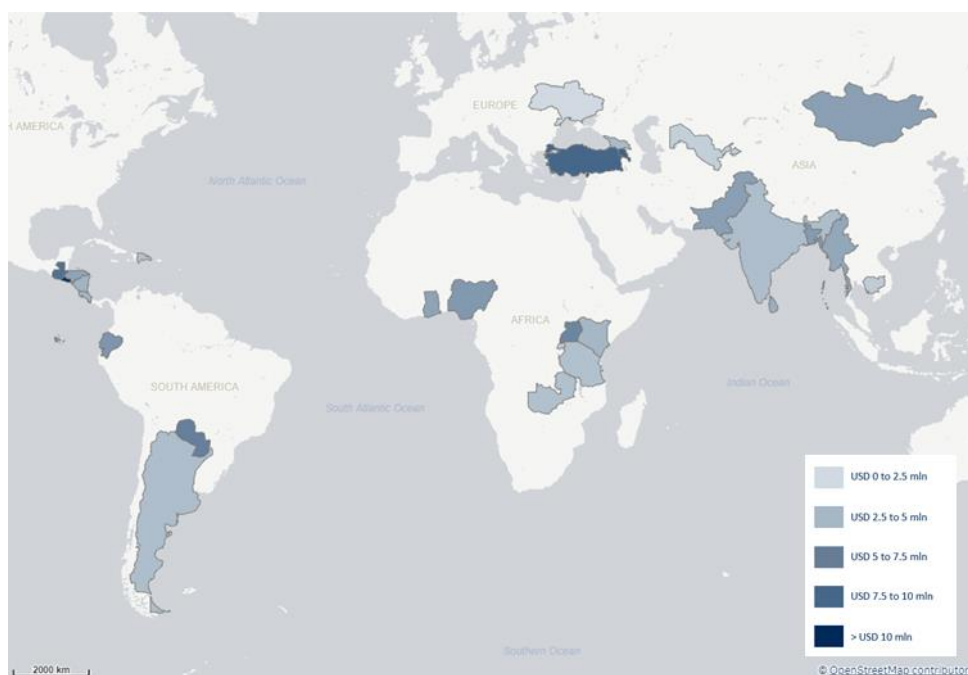 EUROPE
H AMERICA
ASIA
North Atlantic Ocean
AFRICA
SOUTH AMERICA
Indian Ocean
South Atlantic Ocean
USD 0 to 2.5 mln
USD 2.5 to 5 mln
USD 5 to 7.5 mln
USD 7.5 to 10 mln
> USD 10 mln
Southern Ocean
2000 km
© OpenStreetMap contributor